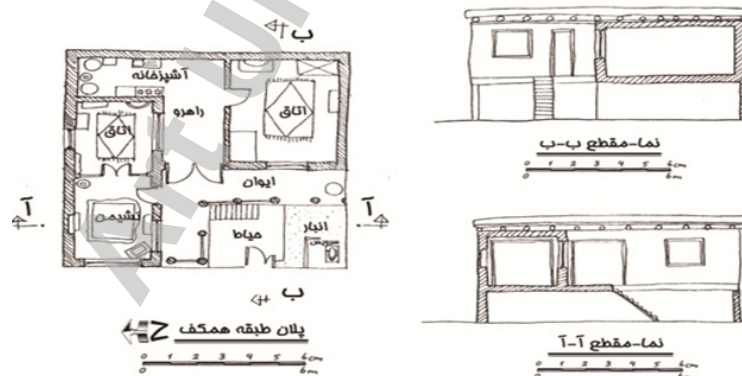 ب
آشپزخانه
راهرو
اتاق
اتاق
ایوان
آ
آ
نشیمن
حیاط
انبار
سرویس
ب
پلان طبقه همکف
0 1 2 3 4 5 6cm
0 6m
نما-مقطع ب-ب
0 1 2 3 4 5 6cm
0 6m
نما-مقطع آ-آ
0 1 2 3 4 5 6cm
0 6m